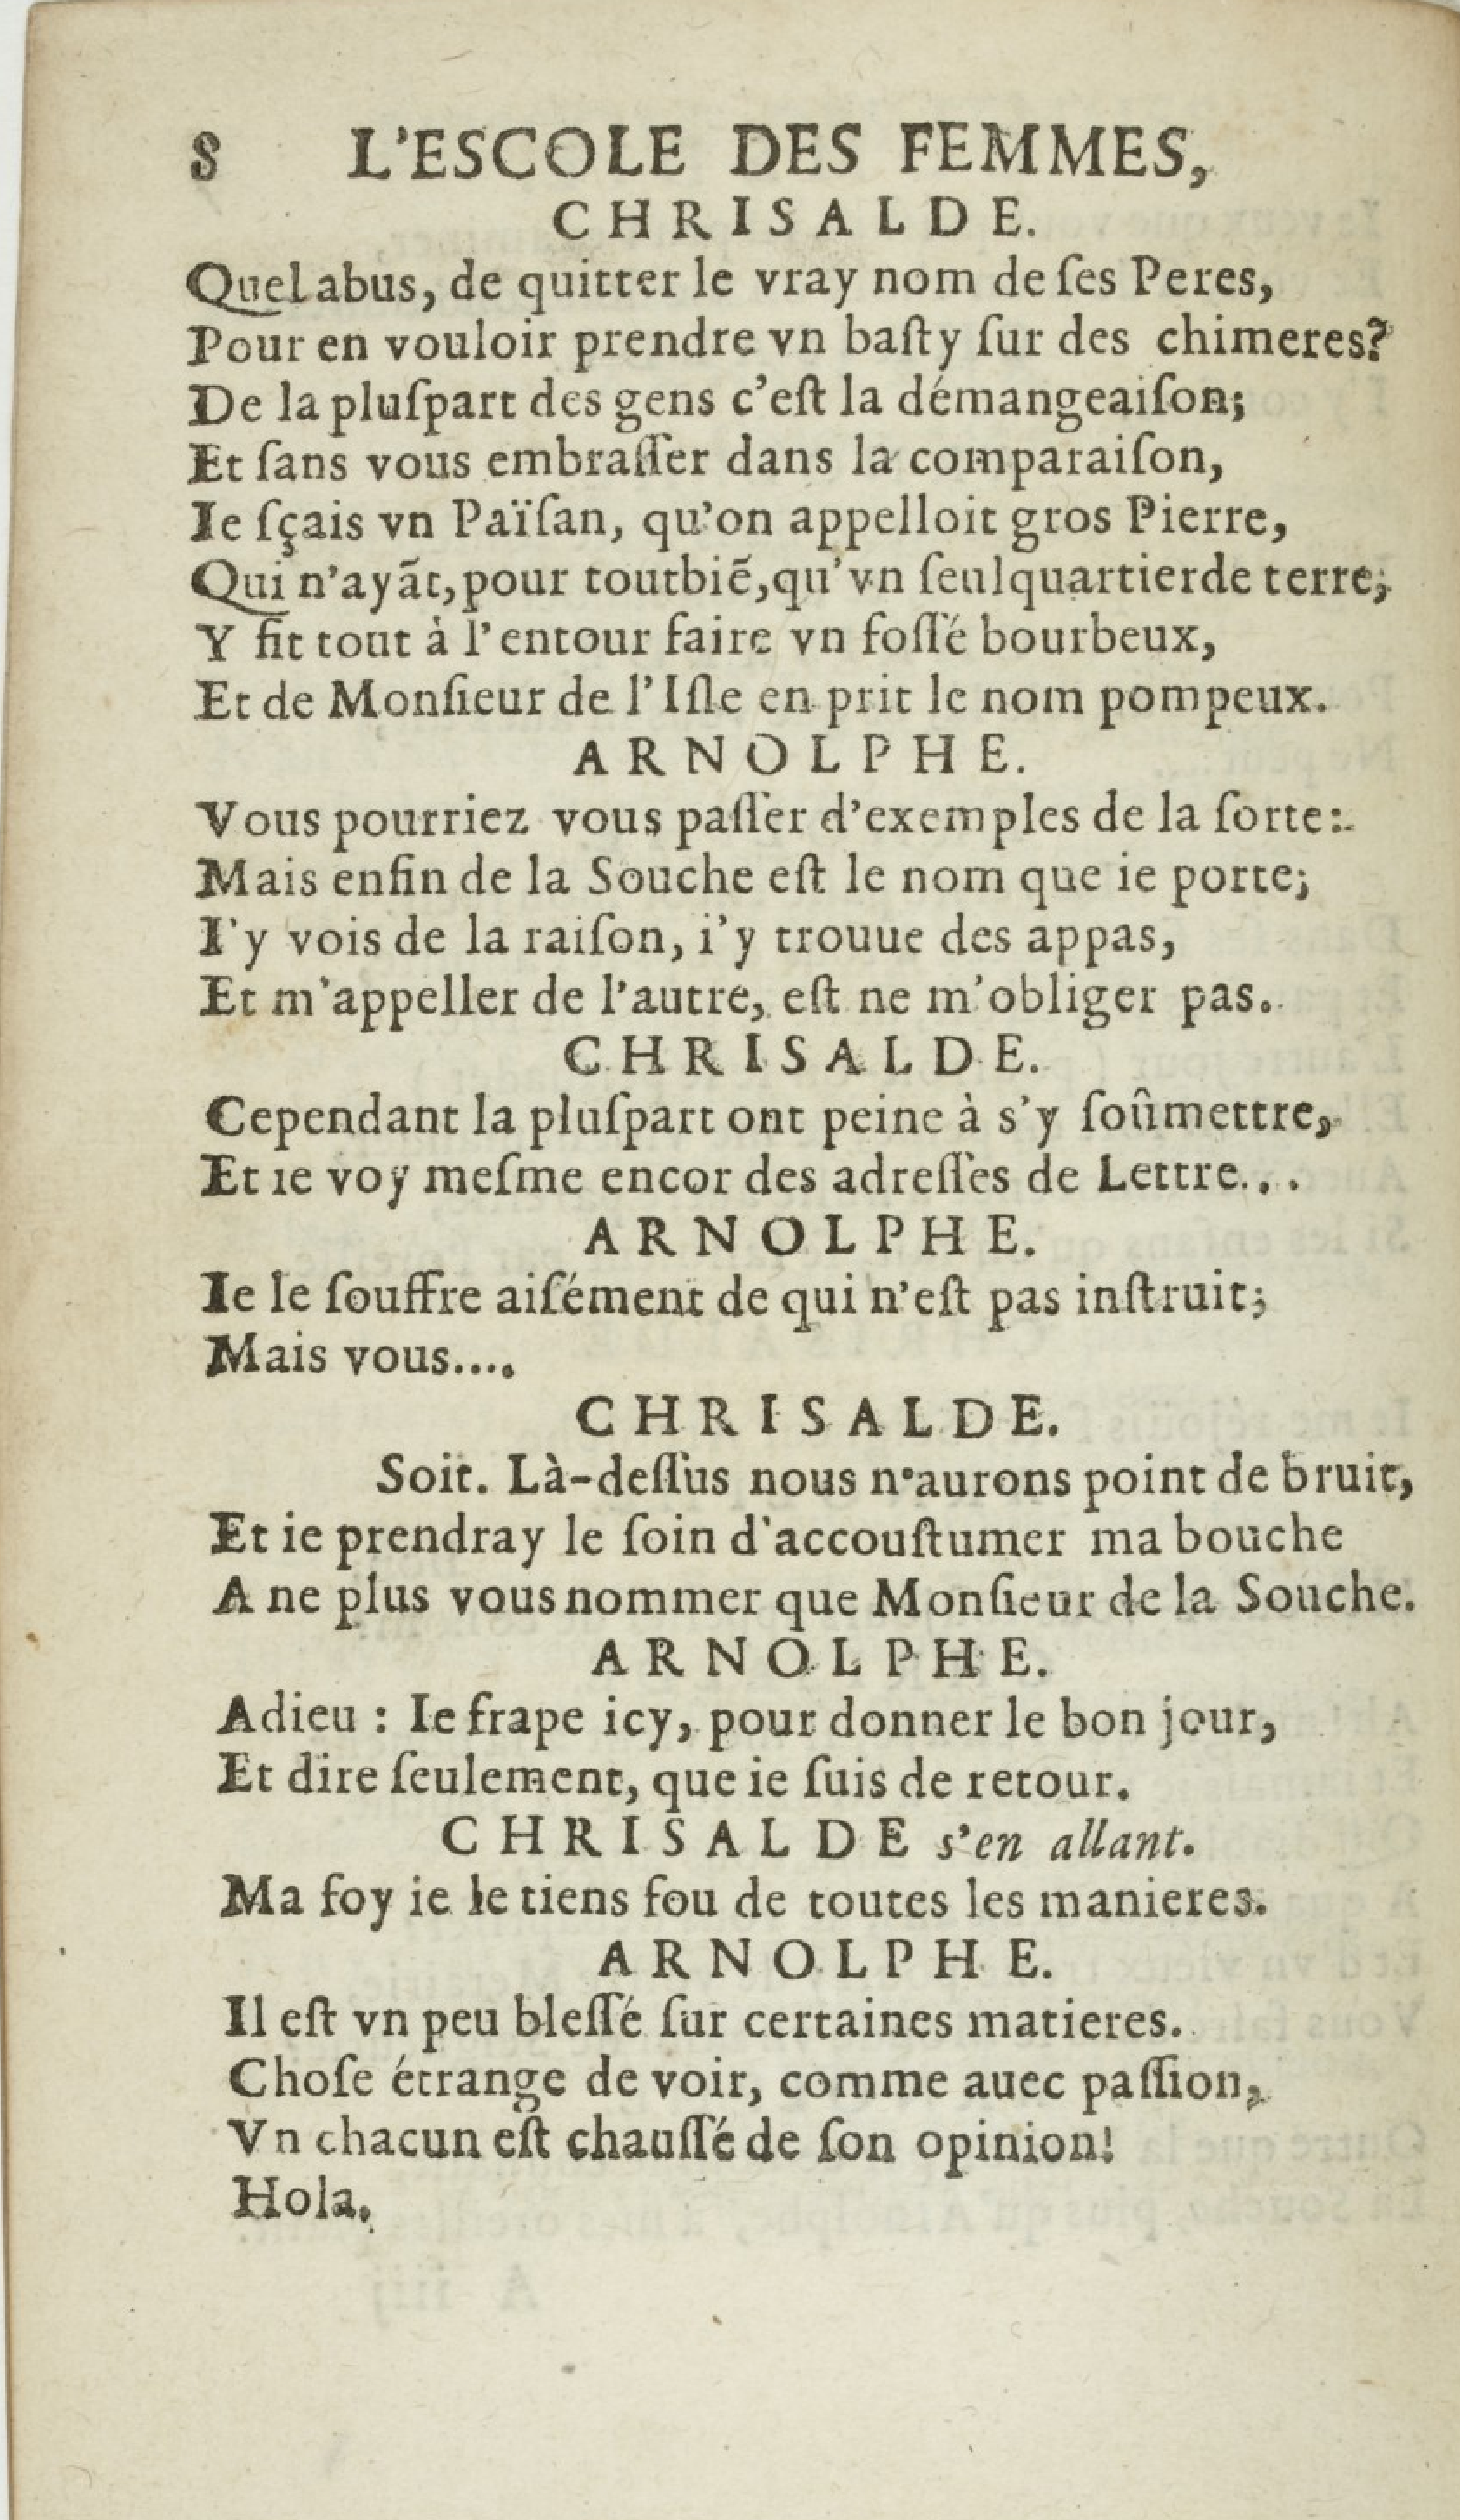 8 L'ESCOLE DES FEMMES,
CHRISALDE.
Quel abus, de quitter le vray nom de ſes Peres,
Pour en vouloir prendre vn baſty ſur des chimeres?
De la pluſpart des gens c'eſt la démangeaiſon;
Et ſans vous embraſſer dans la comparaiſon,
Ie ſçais vn Païſan, qu'on appelloit gros Pierre,
Qui n'ayãt, pour tout biẽ, qu'vn ſeul quartier de terre,
Y fit tout à l'entour faire vn foſſé bourbeux,
Et de Monſieur de l'Iſle en prit le nom pompeux.
ARNOLPHE.
Vous pourriez vous paſſer d'exemples de la ſorte:
Mais enfin de la Souche eſt le nom que ie porte;
I'y vois de la raiſon, i'y trouue des appas,
Et m'appeller de l'autre, eſt ne m'obliger pas.
CHRISALDE.
Cependant la pluſpart ont peine à s'y ſoûmettre,
Et ie voy meſme encor des adreſſes de Lettre...
ARNOLPHE.
Ie le ſouffre aiſément de qui n'eſt pas inſtruit;
Mais vous....
CHRISALDE.
Soit. Là-deſſus nous n'aurons point de bruit,
Et ie prendray le ſoin d'accouſtumer ma bouche
A ne plus vous nommer que Monſieur de la Souche.
ARNOLPHE.
Adieu : Ie frape icy, pour donner le bon jour,
Et dire ſeulement, que ie ſuis de retour.
CHRISALDE s'en allant.
Ma foy ie le tiens fou de toutes les manieres.
ARNOLPHE.
Il eſt vn peu bleſſé ſur certaines matieres.
Choſe étrange de voir, comme auec paſſion,
Vn chacun eſt chauſſé de ſon opinion!
Hola.